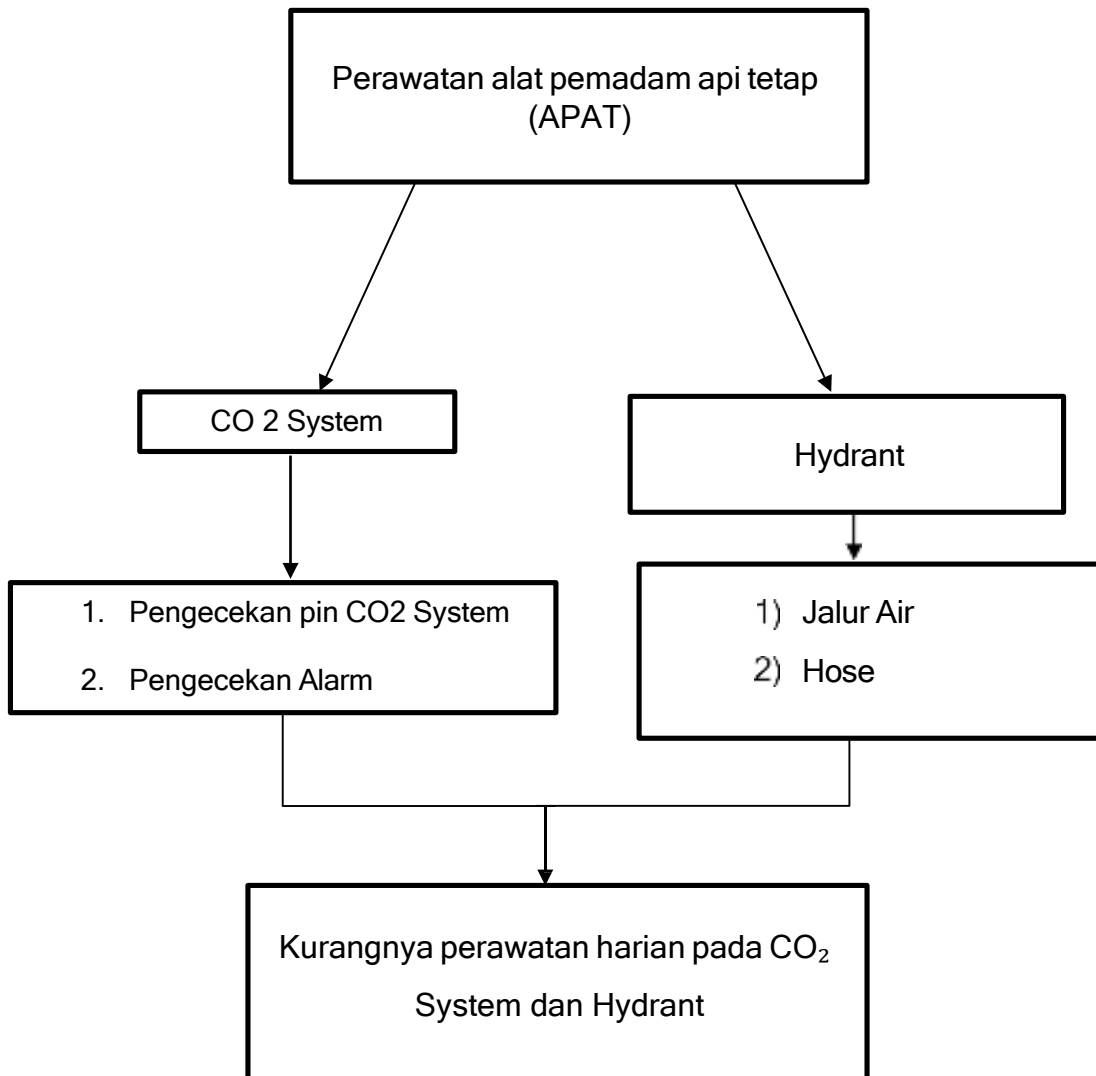 Perawatan alat pemadam api tetap
(APAT)
CO 2 System
Hydrant
1. Pengecekan pin CO2 System
2. Pengecekan Alarm
1) Jalur Air
2) Hose
Kurangnya perawatan harian pada CO₂
System dan Hydrant